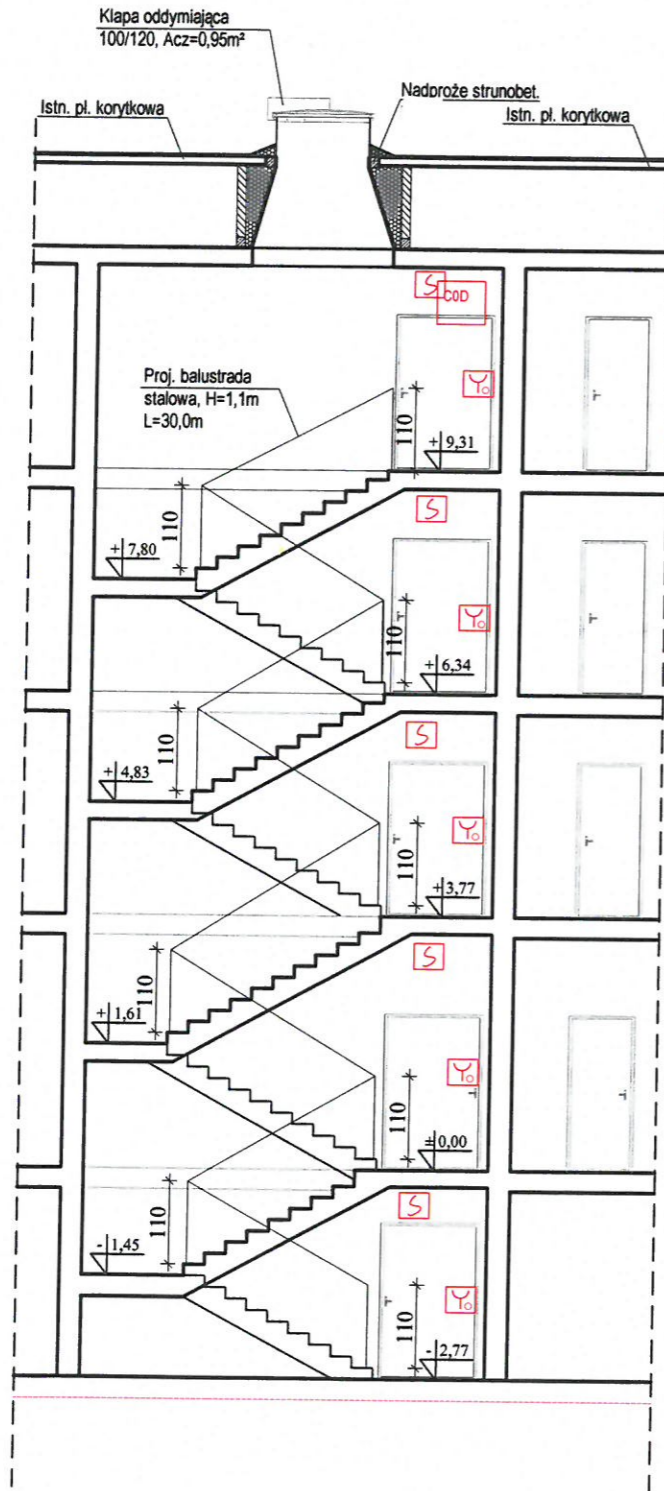 Klapa oddymiająca
100/120, Acz=0,95m²
Nadproże strunobet.
Istn. pł. korytkowa
Istn. pł. korytkowa
S
COD
Proj. balustrada
stalowa, H=1,1m
L=30,0m
Y
110
+ 9,31
110
S
+ 7,80
110
Y
+ 6,34
110
S
+ 4,83
110
Y
+ 3,77
110
S
+ 1,61
110
Y
± 0,00
110
S
- 1,45
110
Y
- 2,77